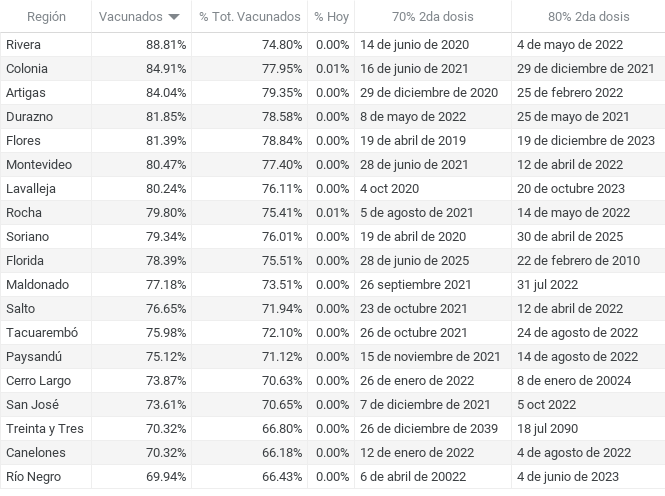 Región Vacunados % Tot. Vacunados % Hoy 70% 2da dosis 80% 2da dosis
Rivera 88.81% 74.80% 0.00% 14 de junio de 2020 4 de mayo de 2022
Colonia 84.91% 77.95% 0.01% 16 de junio de 2021 29 de diciembre de 2021
Artigas 84.04% 79.35% 0.00% 29 de diciembre de 2020 25 de febrero 2022
Durazno 81.85% 78.58% 0.00% 8 de mayo de 2022 25 de mayo de 2021
Flores 81.39% 78.84% 0.00% 19 de abril de 2019 19 de diciembre de 2023
Montevideo 80.47% 77.40% 0.00% 28 de junio de 2021 12 de abril de 2022
Lavalleja 80.24% 76.11% 0.00% 4 oct 2020 20 de octubre 2023
Rocha 79.80% 75.41% 0.01% 5 de agosto de 2021 14 de mayo de 2022
Soriano 79.34% 76.01% 0.00% 19 de abril de 2020 30 de abril de 2025
Florida 78.39% 75.51% 0.00% 28 de junio de 2025 22 de febrero de 2010
Maldonado 77.18% 73.51% 0.00% 26 septiembre 2021 31 jul 2022
Salto 76.65% 71.94% 0.00% 23 de octubre 2021 12 de abril de 2022
Tacuarembó 75.98% 72.10% 0.00% 26 de octubre 2021 24 de agosto de 2022
Paysandú 75.12% 71.12% 0.00% 15 de noviembre de 2021 14 de agosto de 2022
Cerro Largo 73.87% 70.63% 0.00% 26 de enero de 2022 8 de enero de 20024
San José 73.61% 70.65% 0.00% 7 de diciembre de 2021 5 oct 2022
Treinta y Tres 70.32% 66.80% 0.00% 26 de diciembre de 2039 18 jul 2090
Canelones 70.32% 66.18% 0.00% 12 de enero de 2022 4 de agosto de 2022
Río Negro 69.94% 66.43% 0.00% 6 de abril de 20022 4 de junio de 2023